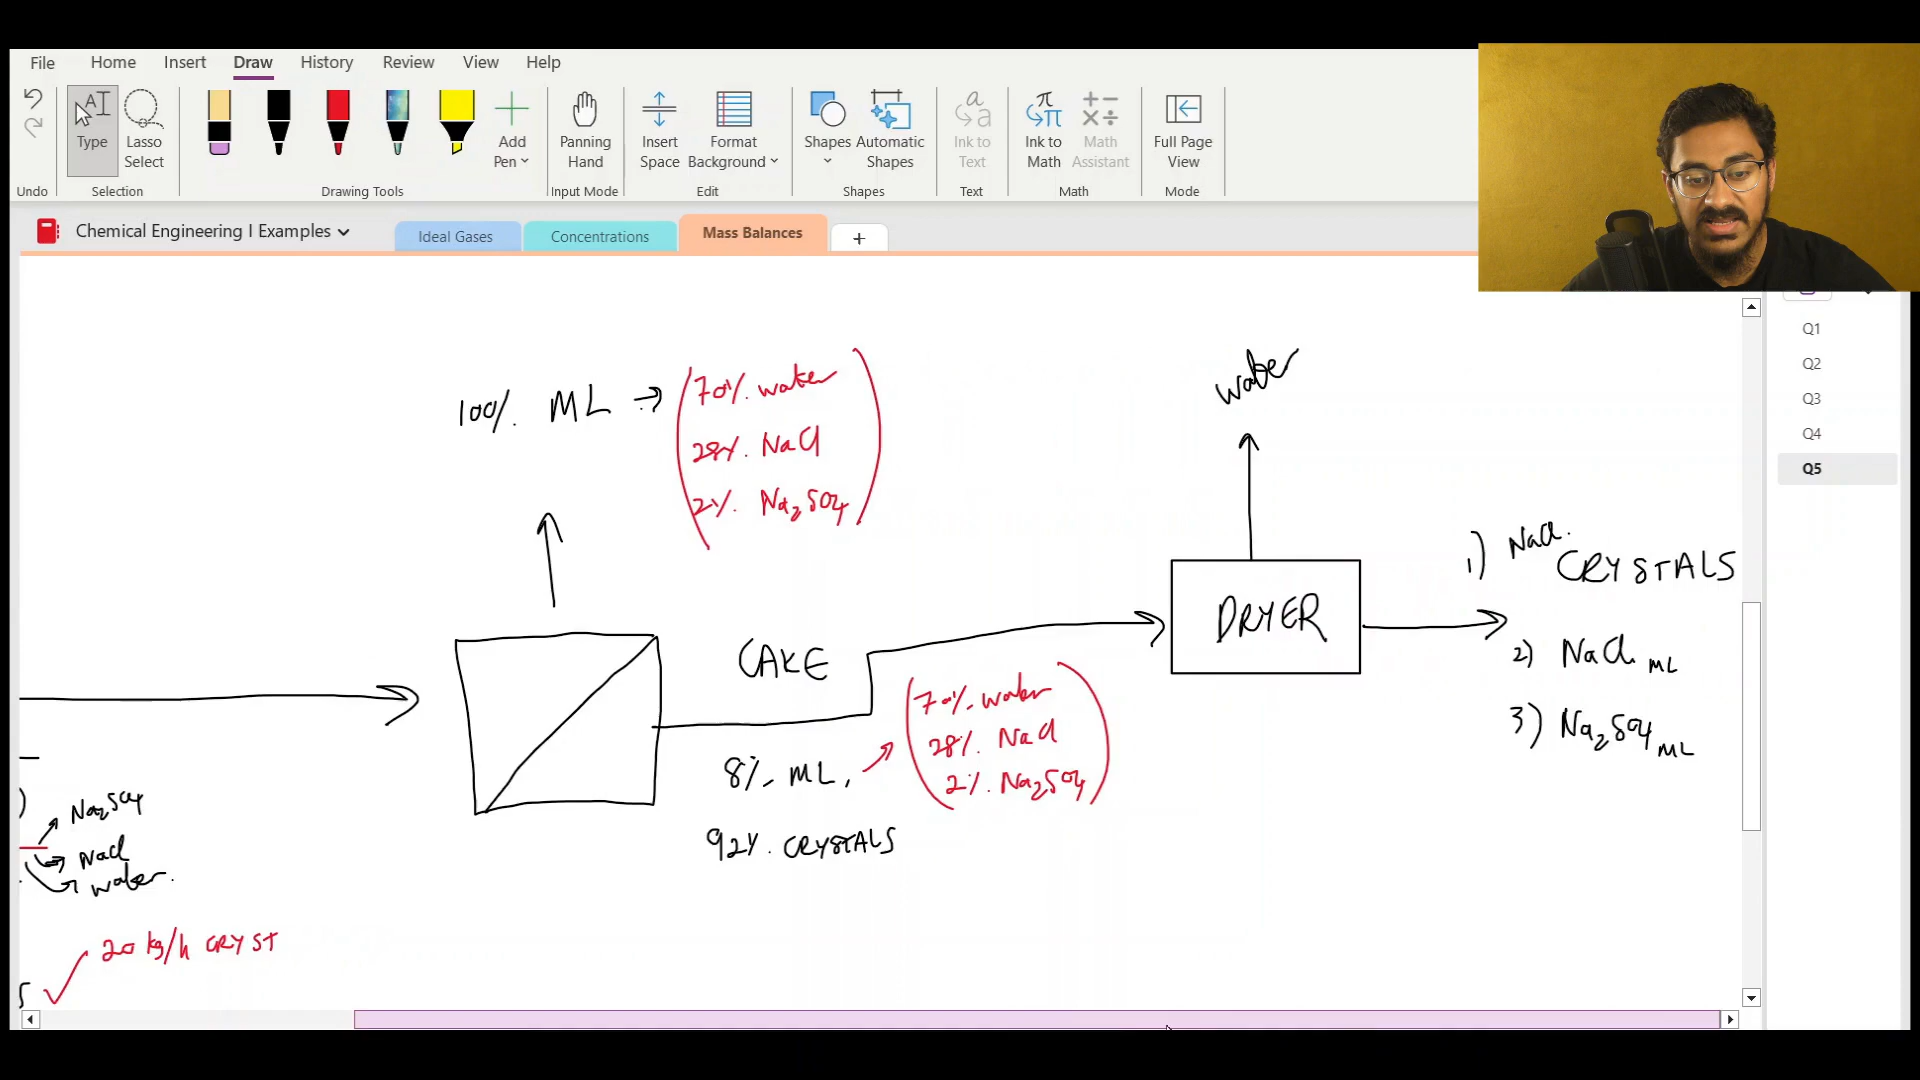 File Home Insert Draw History Review View Help
Type
Lasso Select
Add Pen
Panning Hand
Insert Space
Format Background
Shapes
Automatic Shapes
Ink to Text
Ink to Math
Math Assistant
Full Page View
Undo Selection Drawing Tools Input Mode Edit Shapes Text Math Mode
Chemical Engineering I Examples Ideal Gases Concentrations Mass Balances +
Q1
Q2
Q3
Q4
Q5
100% ML → 70% water
28% NaCl
2% Na2SO4
water
DRYER
1) NaCl CRYSTALS
2) NaCl ML
3) Na2SO4 ML
CAKE
70% water
28% NaCl
2% Na2SO4
8% ML,
92% CRYSTALS
Na2SO4
NaCl
water.
20 kg/h CRYST